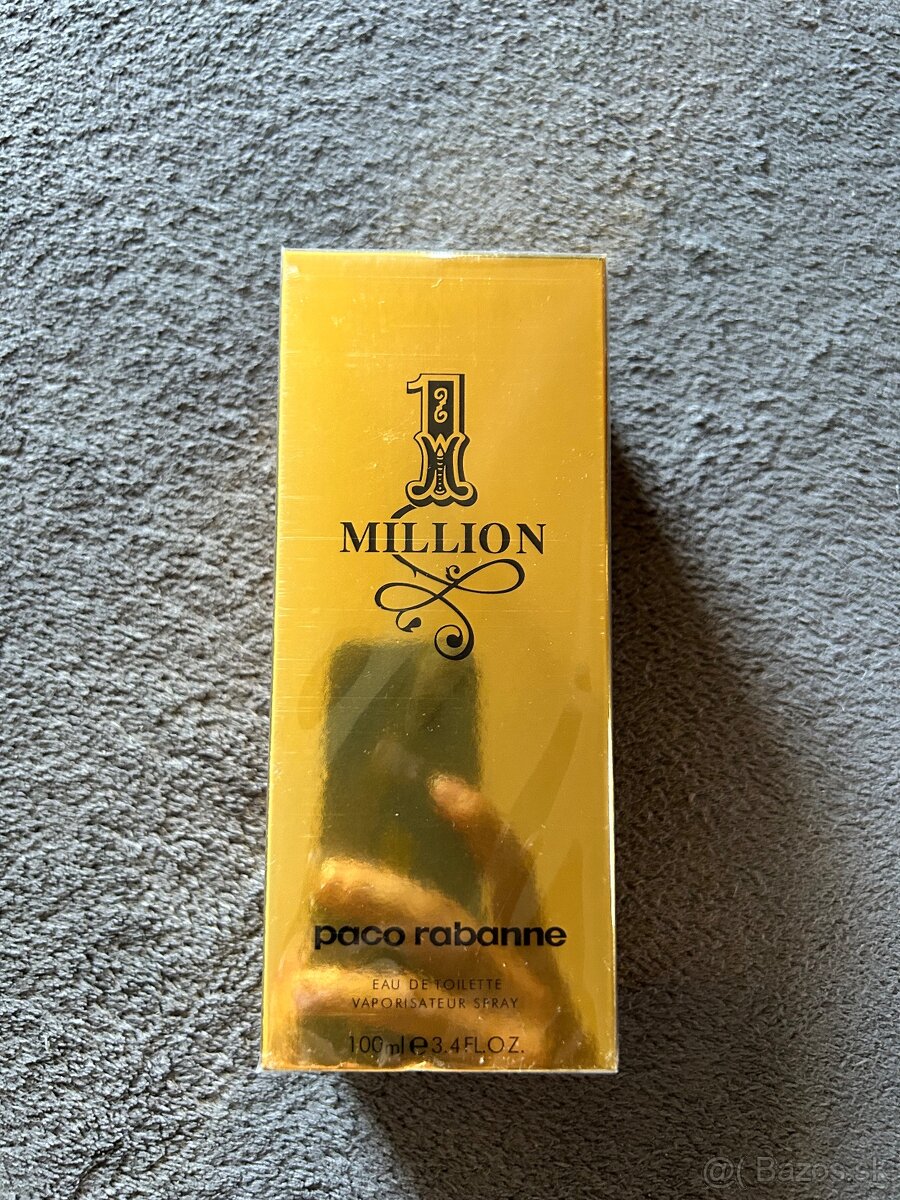 1
MILLION
paco rabanne
EAU DE TOILETTE
VAPORISATEUR SPRAY
100ml e 3.4 FL.OZ.
@( Bazos.sk